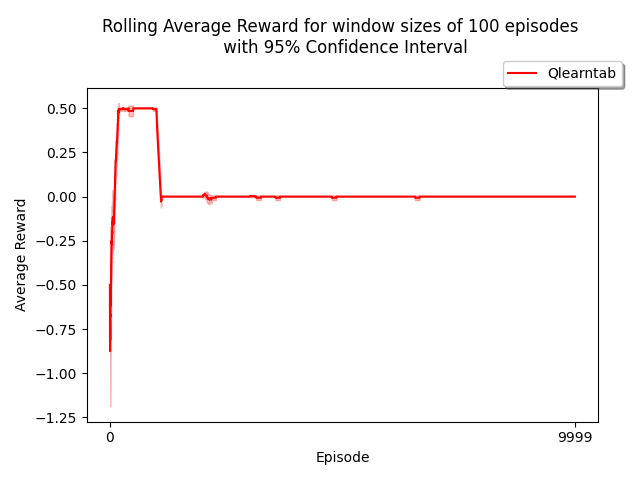 Rolling Average Reward for window sizes of 100 episodes
with 95% Confidence Interval
Qlearntab
0.50
0.25
0.00
−0.25
−0.50
−0.75
−1.00
−1.25
Average Reward
0
9999
Episode